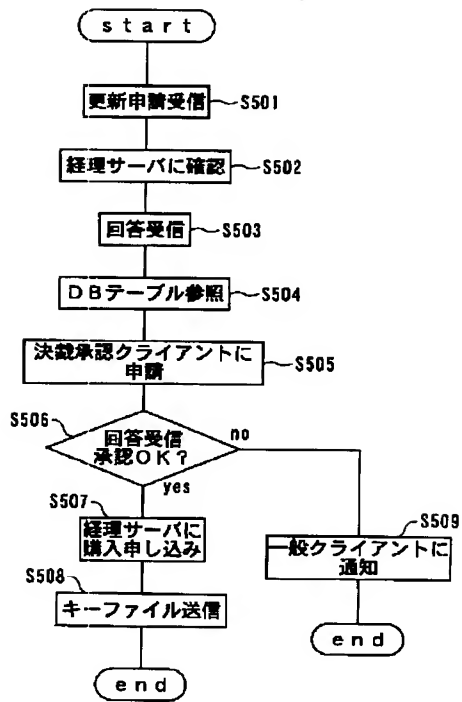 start
更新申請受信
S501
経理サーバに確認
S502
回答受信
S503
DBテーブル参照
S504
決裁承認クライアントに
申請
S505
S506
回答受信
承認OK?
no
yes
S507
経理サーバに
購入申し込み
S508
キーファイル送信
end
S509
一般クライアントに
通知
end